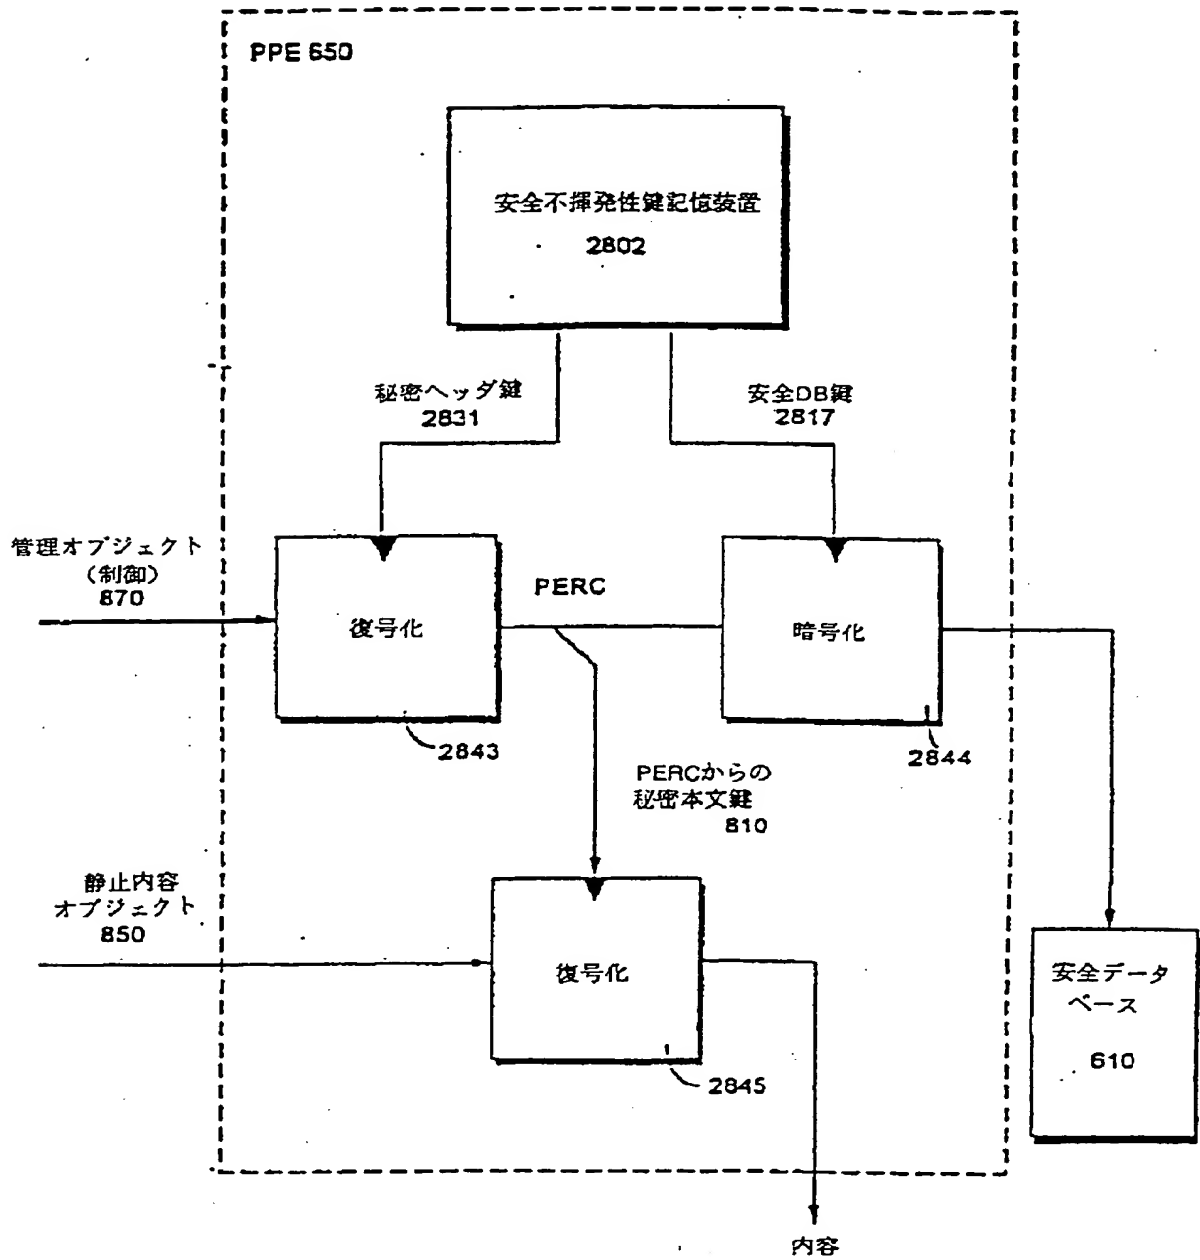 PPE 650
安全不揮発性鍵記憶装置
2802
秘密ヘッダ鍵
2831
安全DB鍵
2817
管理オブジェクト
(制御)
870
復号化
PERC
暗号化
2843
2844
PERCからの
秘密本文鍵
810
静止内容
オブジェクト
850
復号化
2845
安全データ
ベース
610
内容